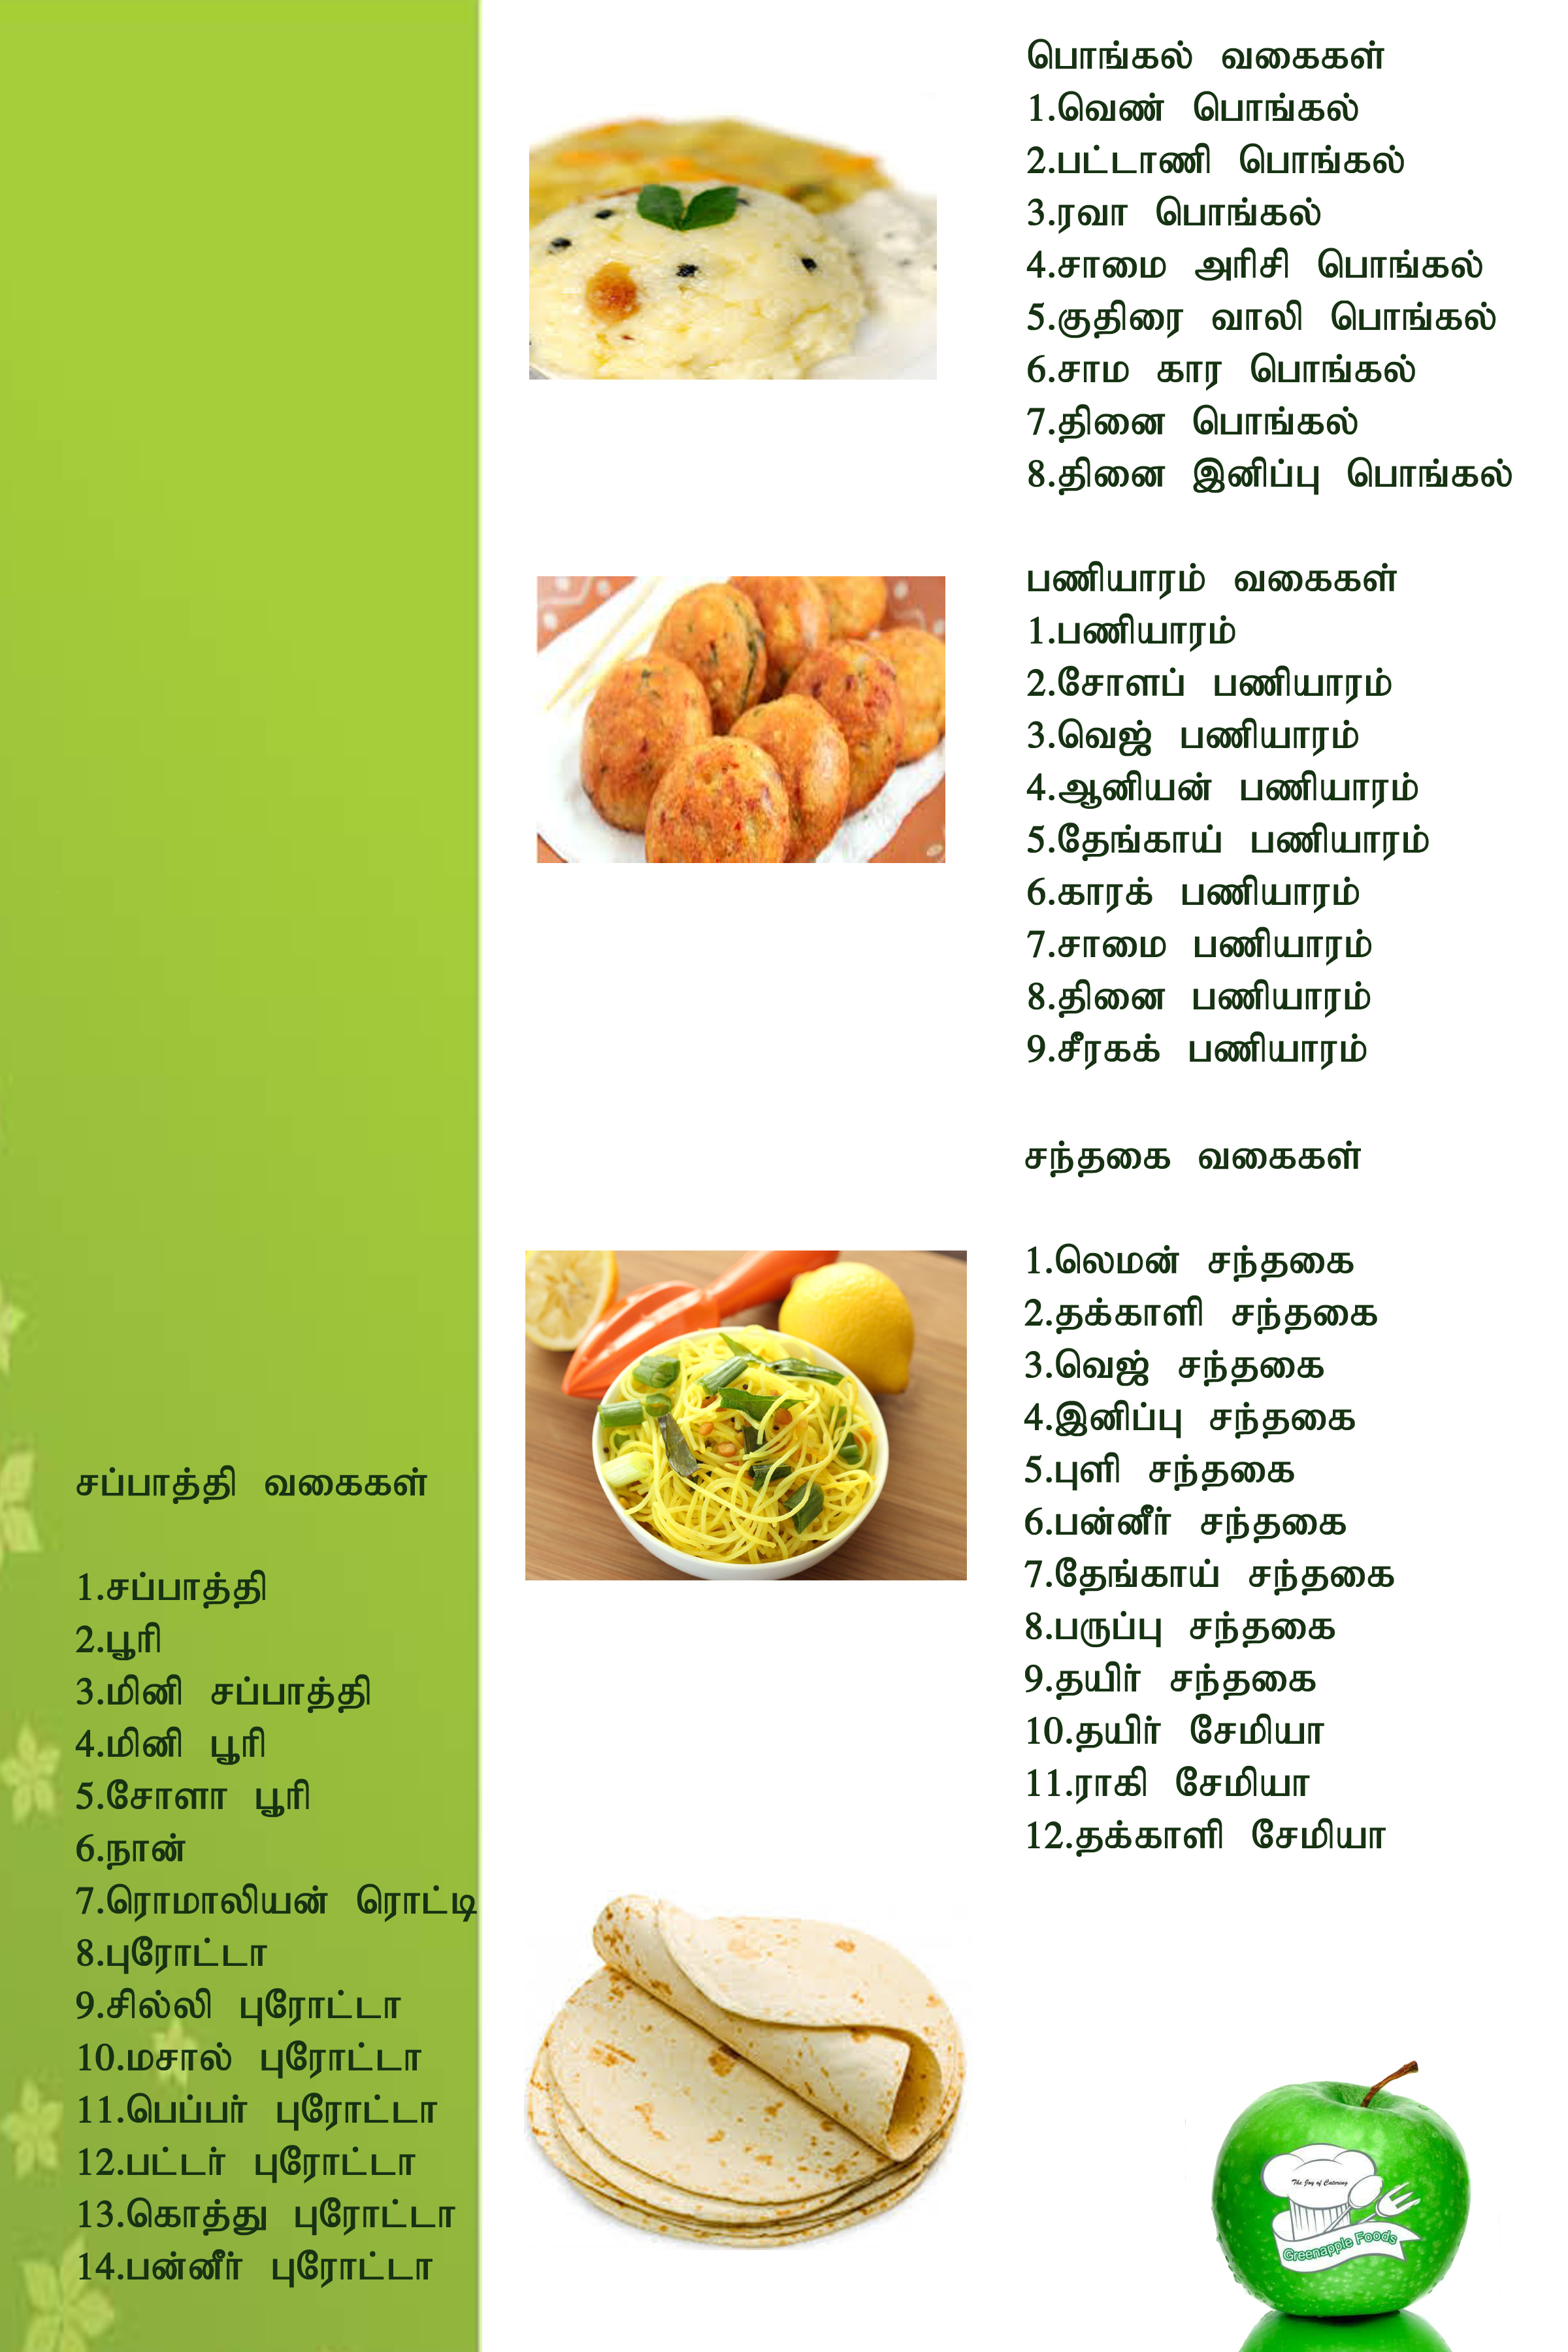 பொங்கல் வகைகள்
1.வெண் பொங்கல்
2.பட்டாணி பொங்கல்
3.ரவா பொங்கல்
4.சாமை அரிசி பொங்கல்
5.குதிரை வாலி பொங்கல்
6.சாம கார பொங்கல்
7.தினை பொங்கல்
8.தினை இனிப்பு பொங்கல்
பணியாரம் வகைகள்
1.பணியாரம்
2.சோளப் பணியாரம்
3.வெஜ் பணியாரம்
4.ஆனியன் பணியாரம்
5.தேங்காய் பணியாரம்
6.காரக் பணியாரம்
7.சாமை பணியாரம்
8.தினை பணியாரம்
9.சீரகக் பணியாரம்
சந்தகை வகைகள்
1.லெமன் சந்தகை
2.தக்காளி சந்தகை
3.வெஜ் சந்தகை
4.இனிப்பு சந்தகை
5.புளி சந்தகை
6.பன்னீர் சந்தகை
7.தேங்காய் சந்தகை
8.பருப்பு சந்தகை
9.தயிர் சந்தகை
10.தயிர் சேமியா
11.ராகி சேமியா
12.தக்காளி சேமியா
சப்பாத்தி வகைகள்
1.சப்பாத்தி
2.பூரி
3.மினி சப்பாத்தி
4.மினி பூரி
5.சோளா பூரி
6.நான்
7.ரொமாலியன் ரொட்டி
8.புரோட்டா
9.சில்லி புரோட்டா
10.மசால் புரோட்டா
11.பெப்பர் புரோட்டா
12.பட்டர் புரோட்டா
13.கொத்து புரோட்டா
14.பன்னீர் புரோட்டா
The Joy of Catering
Greenapple Foods